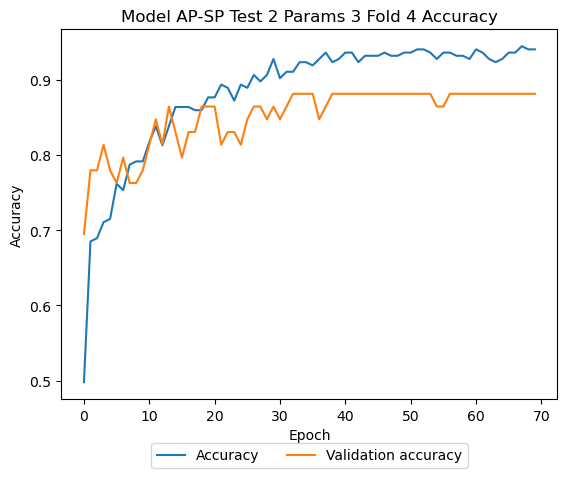 Model AP-SP Test 2 Params 3 Fold 4 Accuracy
0.9
0.8
0.7
0.6
0.5
Accuracy
0 10 20 30 40 50 60 70
Epoch
Accuracy Validation accuracy